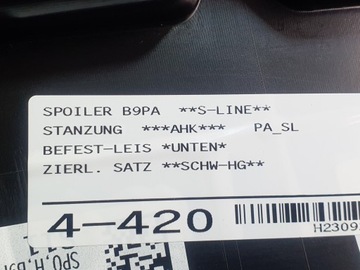 SPOILER B9PA **S-LINE**
STANZUNG ***AHK*** PA_SL
BEFEST-LEIS *UNTEN*
ZIERL. SATZ **SCHW-HG**
4-420